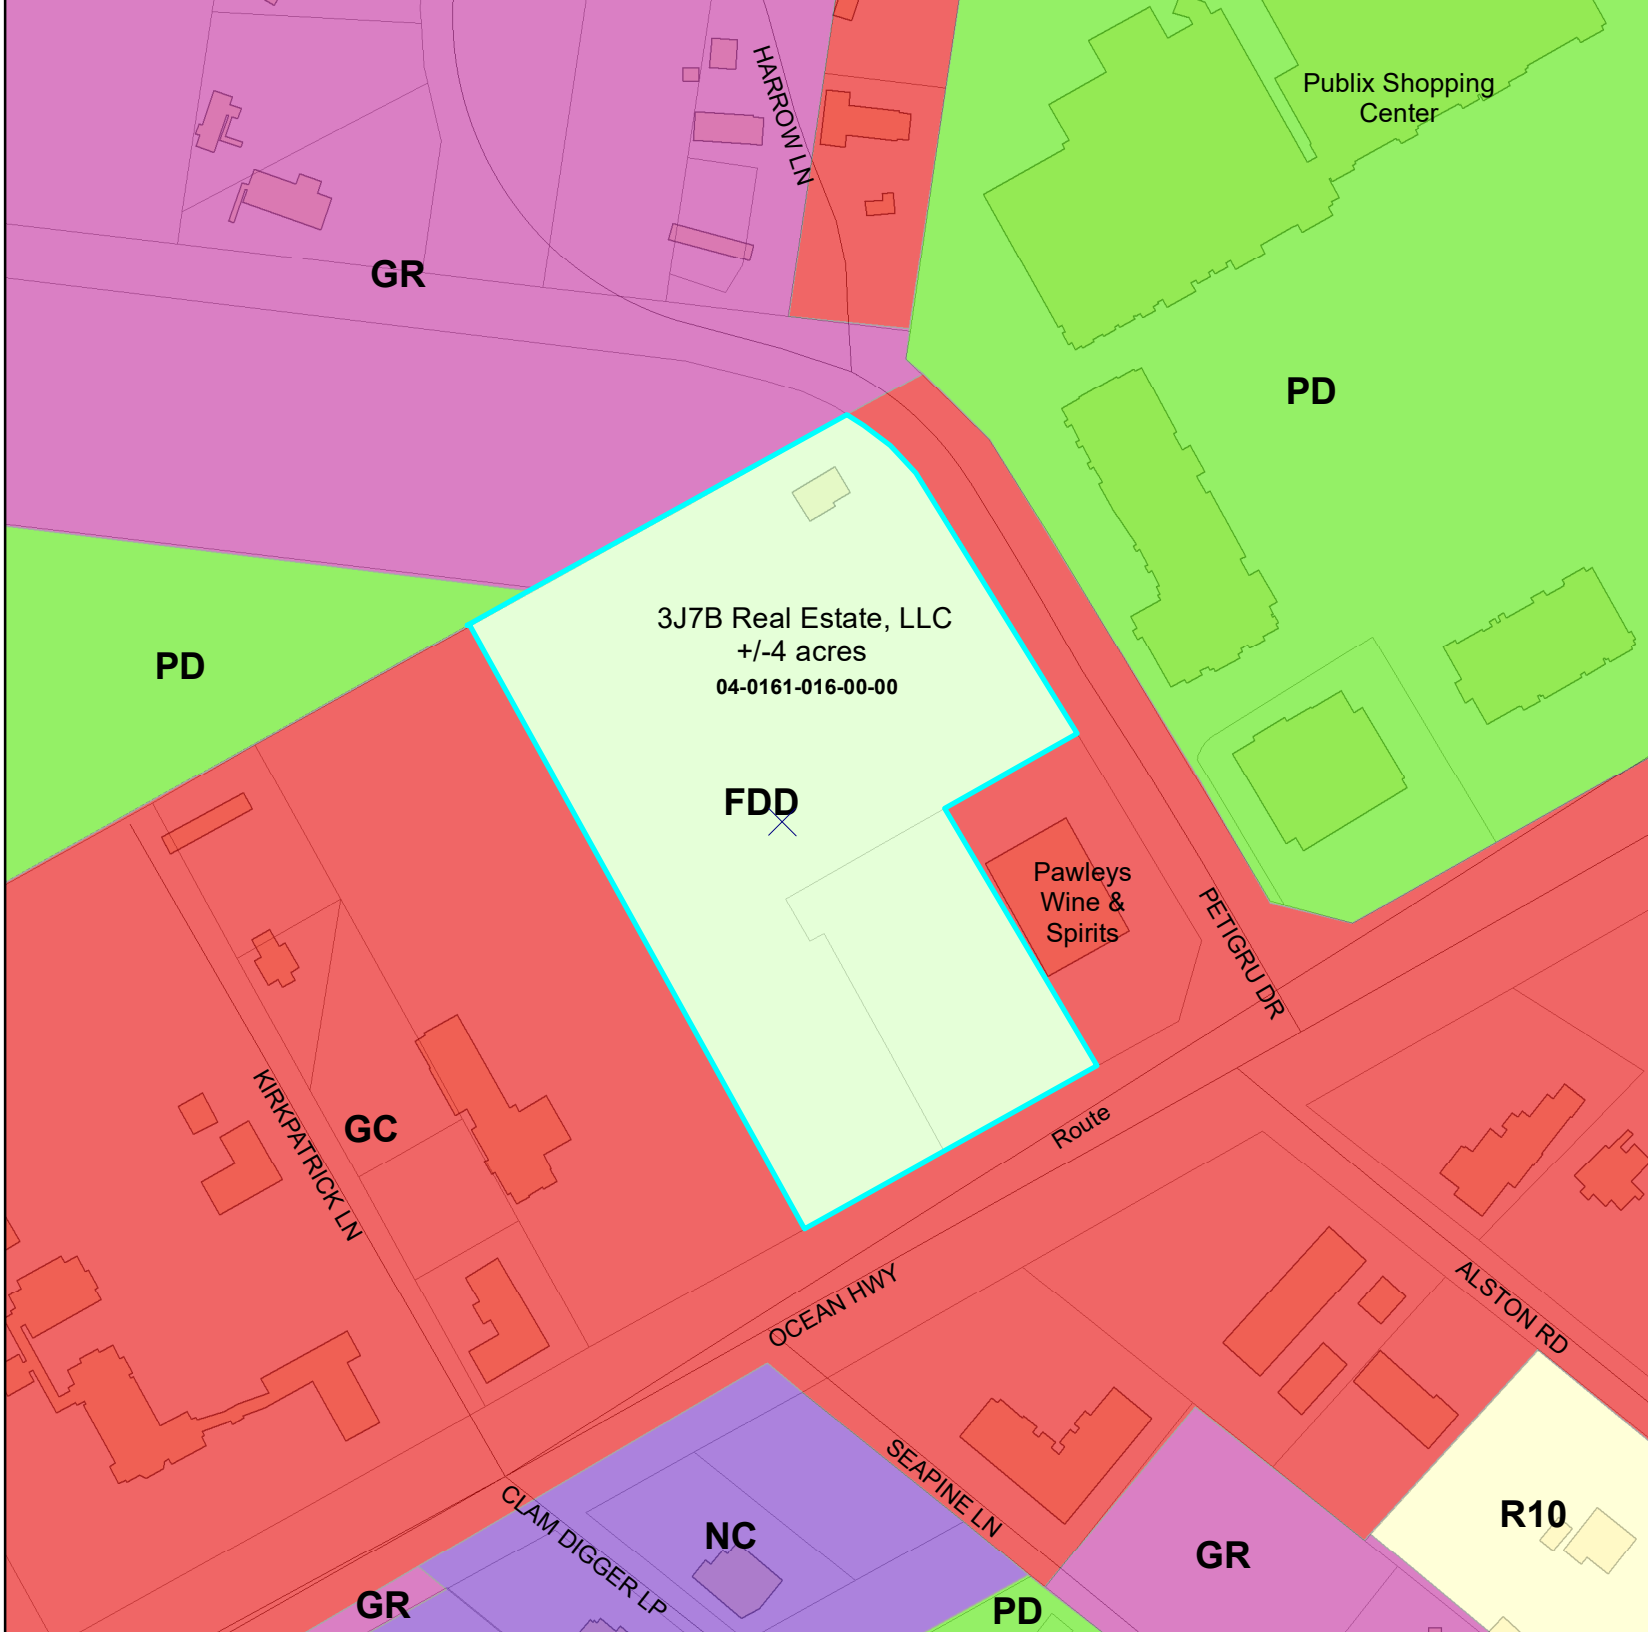 HARROW LN
Publix Shopping
Center
GR
PD
3J7B Real Estate, LLC
+/-4 acres
04-0161-016-00-00
PD
FDD
Pawleys
Wine &
Spirits
PETIGRU DR
KIRKPATRICK LN
GC
Route
OCEAN HWY
ALSTON RD
SEAPINE LN
CLAM DIGGER LP
NC
R10
GR
GR
PD